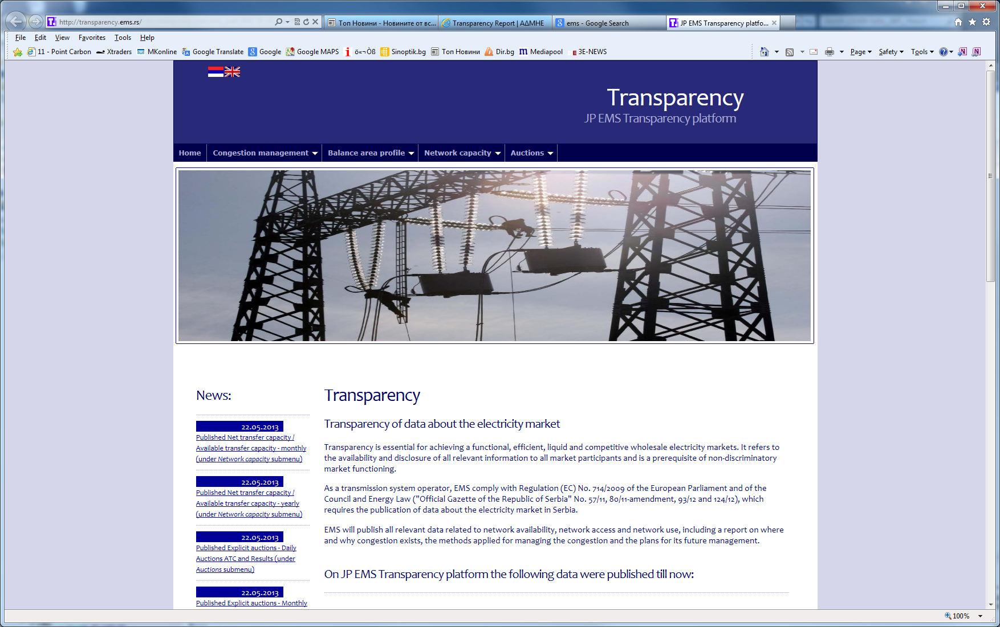 http://transparency.ems.rs/
Топ Новини - Новините от вс...
Transparency Report | ΑΔΜΗΕ
ems - Google Search
JP EMS Transparency platfo...
File Edit View Favorites Tools Help
11 - Point Carbon Xtraders MKonline Google Translate Google Google MAPS ö«¬Òß Sinoptik.bg Топ Новини Dir.bg Mediapool 3E-NEWS
Page Safety Tools
Transparency
JP EMS Transparency platform
Home Congestion management Balance area profile Network capacity Auctions
News:
22.05.2013
Published Net transfer capacity /
Available transfer capacity - monthly
(under Network capacity submenu)
22.05.2013
Published Net transfer capacity /
Available transfer capacity - yearly
(under Network capacity submenu)
22.05.2013
Published Explicit auctions - Daily
Auctions ATC and Results (under
Auctions submenu)
22.05.2013
Published Explicit auctions - Monthly
Transparency
Transparency of data about the electricity market
Transparency is essential for achieving a functional, efficient, liquid and competitive wholesale electricity markets. It refers to
the availability and disclosure of all relevant information to all market participants and is a prerequisite of non-discriminatory
market functioning.
As a transmission system operator, EMS comply with Regulation (EC) No. 714/2009 of the European Parliament and of the
Council and Energy Law ("Official Gazette of the Republic of Serbia" No. 57/11, 80/11-amendment, 93/12 and 124/12), which
requires the publication of data about the electricity market in Serbia.
EMS will publish all relevant data related to network availability, network access and network use, including a report on where
and why congestion exists, the methods applied for managing the congestion and the plans for its future management.
On JP EMS Transparency platform the following data were published till now:
100%